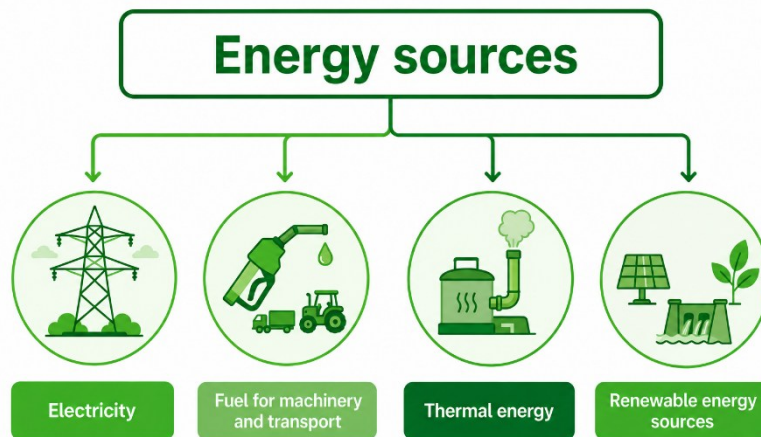 Energy sources
Electricity
Fuel for machinery
and transport
Thermal energy
Renewable energy
sources